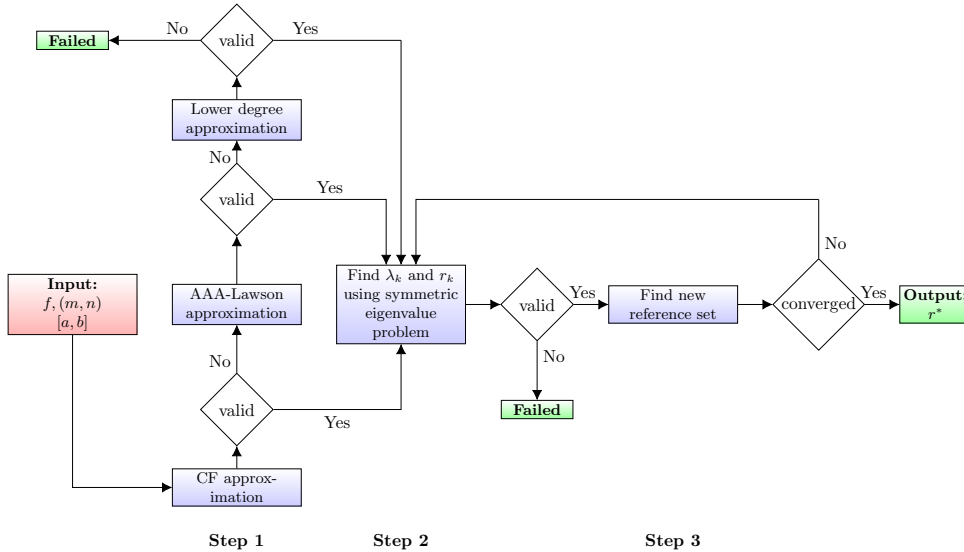 No
Yes
Failed
valid
Lower degree
approximation
No
Yes
valid
No
Input:
f, (m, n)
[a, b]
AAA-Lawson
approximation
Find λ_k and r_k
using symmetric
eigenvalue
problem
valid
Yes
Find new
reference set
converged
Yes
Output:
r*
No
No
valid
Yes
Failed
CF approx-
imation
Step 1
Step 2
Step 3